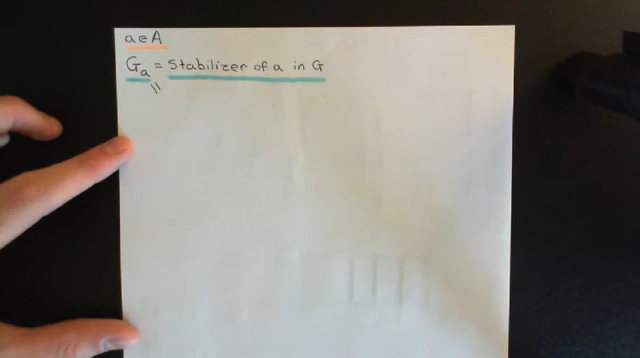 a∈A
Gₐ = Stabilizer of a in G
=